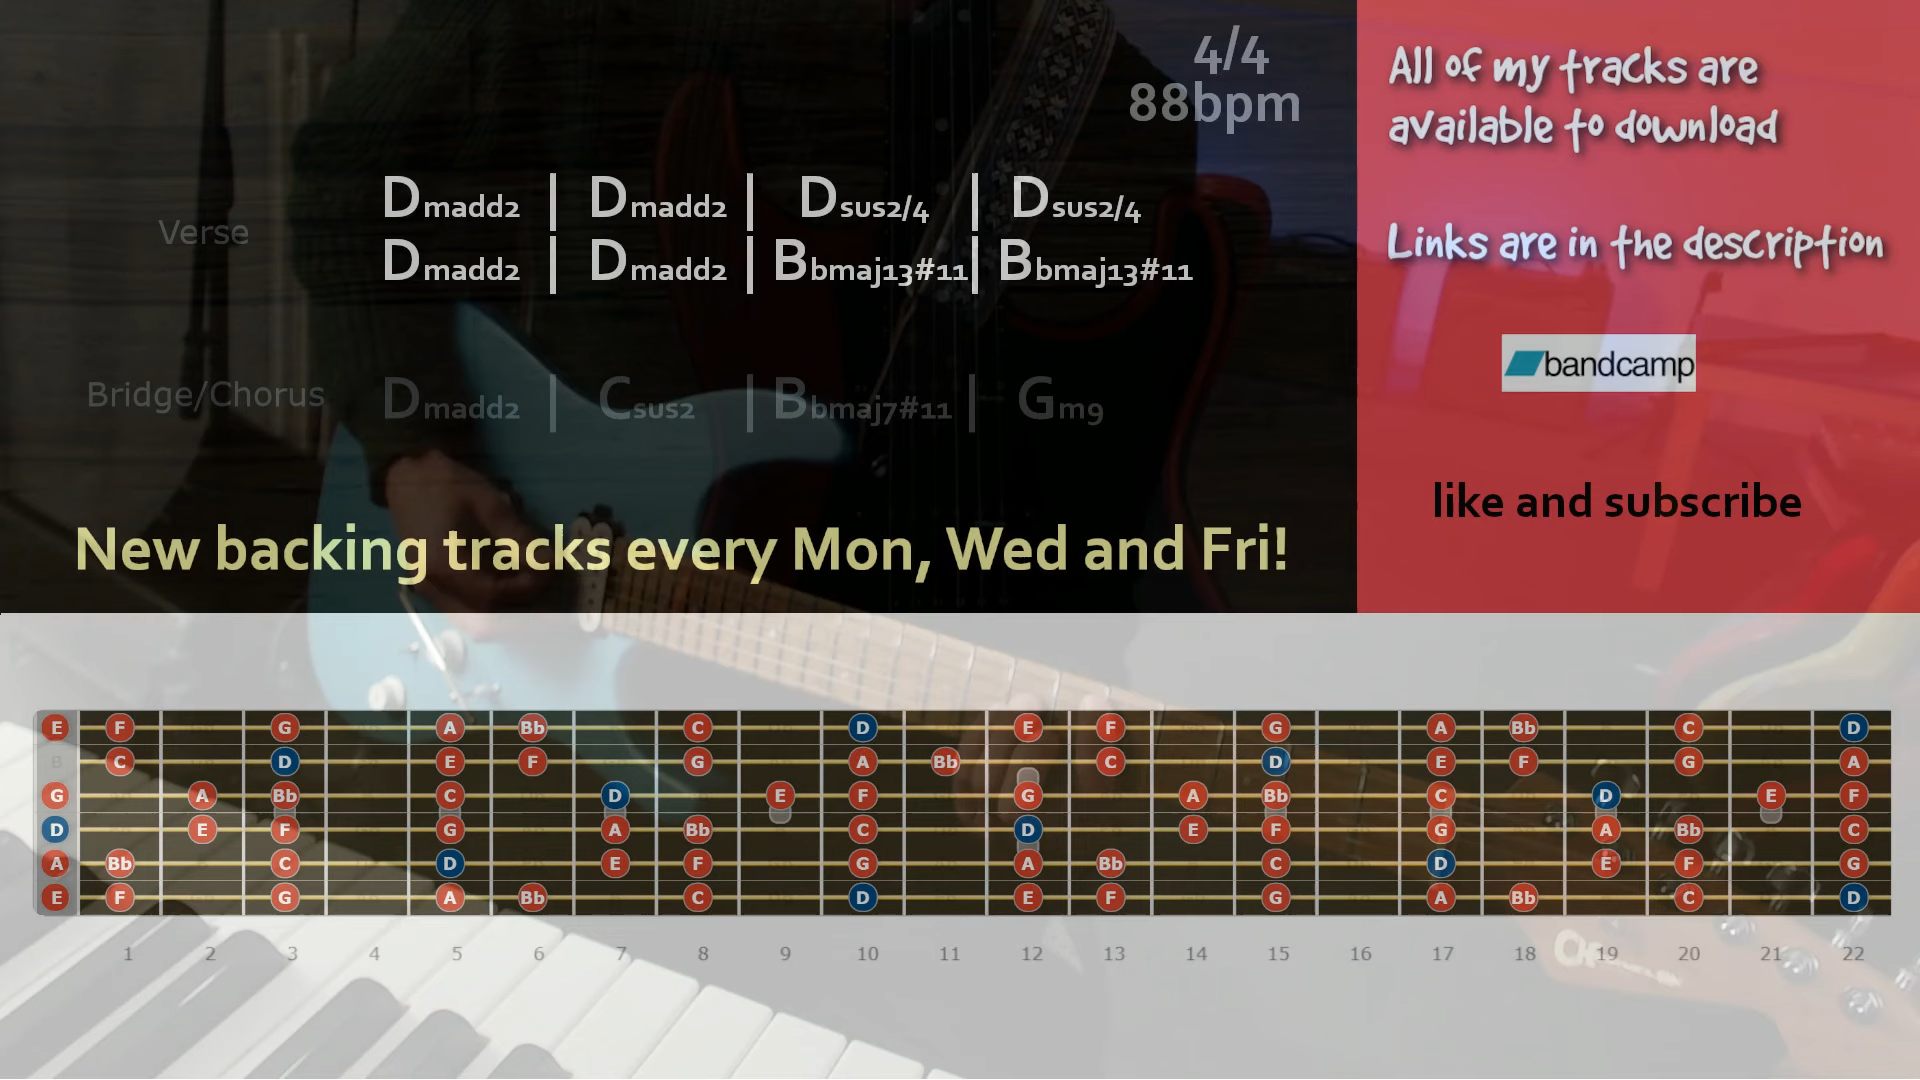 4/4
88bpm
All of my tracks are
available to download
Links are in the description
bandcamp
like and subscribe
Verse
Dmadd2 | Dmadd2 | Dsus2/4 | Dsus2/4
Dmadd2 | Dmadd2 | Bbmaj13#11 | Bbmaj13#11
Bridge/Chorus Dmadd2 | Csus2 | Bbmaj7#11 | Gm9
New backing tracks every Mon, Wed and Fri!
E F G A Bb C D E F G A Bb C D
B C D E F G A Bb C D E F G A
G A Bb C D E F G A Bb C D E F
D E F G A Bb C D E F G A Bb C
A Bb C D E F G A Bb C D E F G
E F G A Bb C D E F G A Bb C D
1 2 3 4 5 6 7 8 9 10 11 12 13 14 15 16 17 18 19 20 21 22